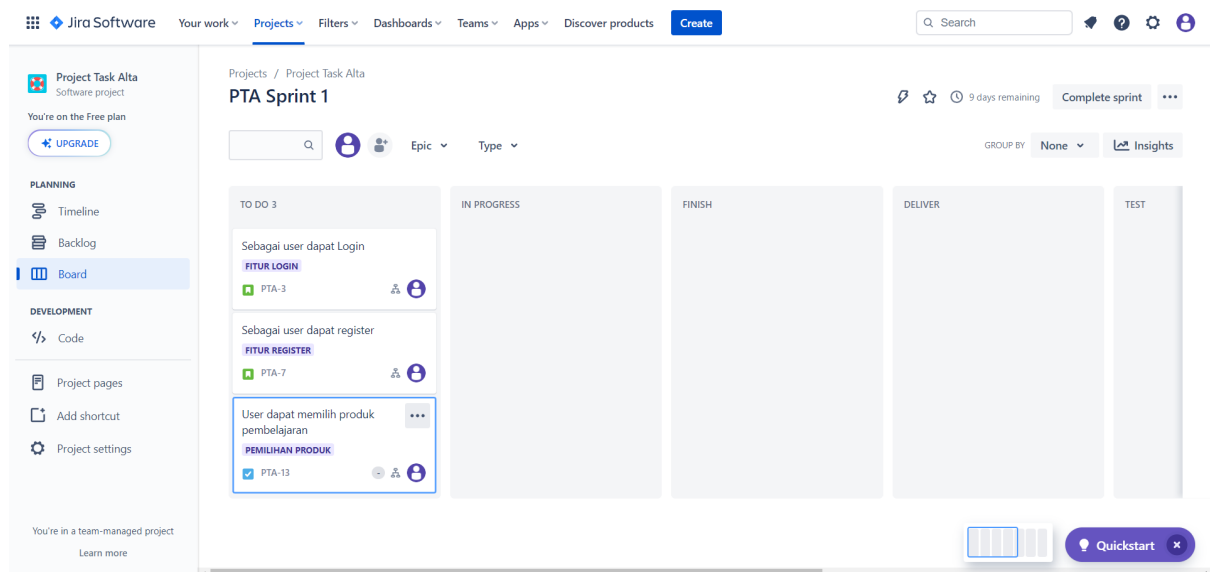 Jira Software Your work Projects Filters Dashboards Teams Apps Discover products Create Search
Project Task Alta
Software project
You're on the Free plan
UPGRADE
PLANNING
Timeline
Backlog
Board
DEVELOPMENT
Code
Project pages
Add shortcut
Project settings
You're in a team-managed project
Learn more
Projects / Project Task Alta
PTA Sprint 1
9 days remaining Complete sprint
Epic Type GROUP BY None Insights
TO DO 3 IN PROGRESS FINISH DELIVER TEST
Sebagai user dapat Login
FITUR LOGIN
PTA-3
Sebagai user dapat register
FITUR REGISTER
PTA-7
User dapat memilih produk
pembelajaran
PEMILIHAN PRODUK
PTA-13 -
Quickstart